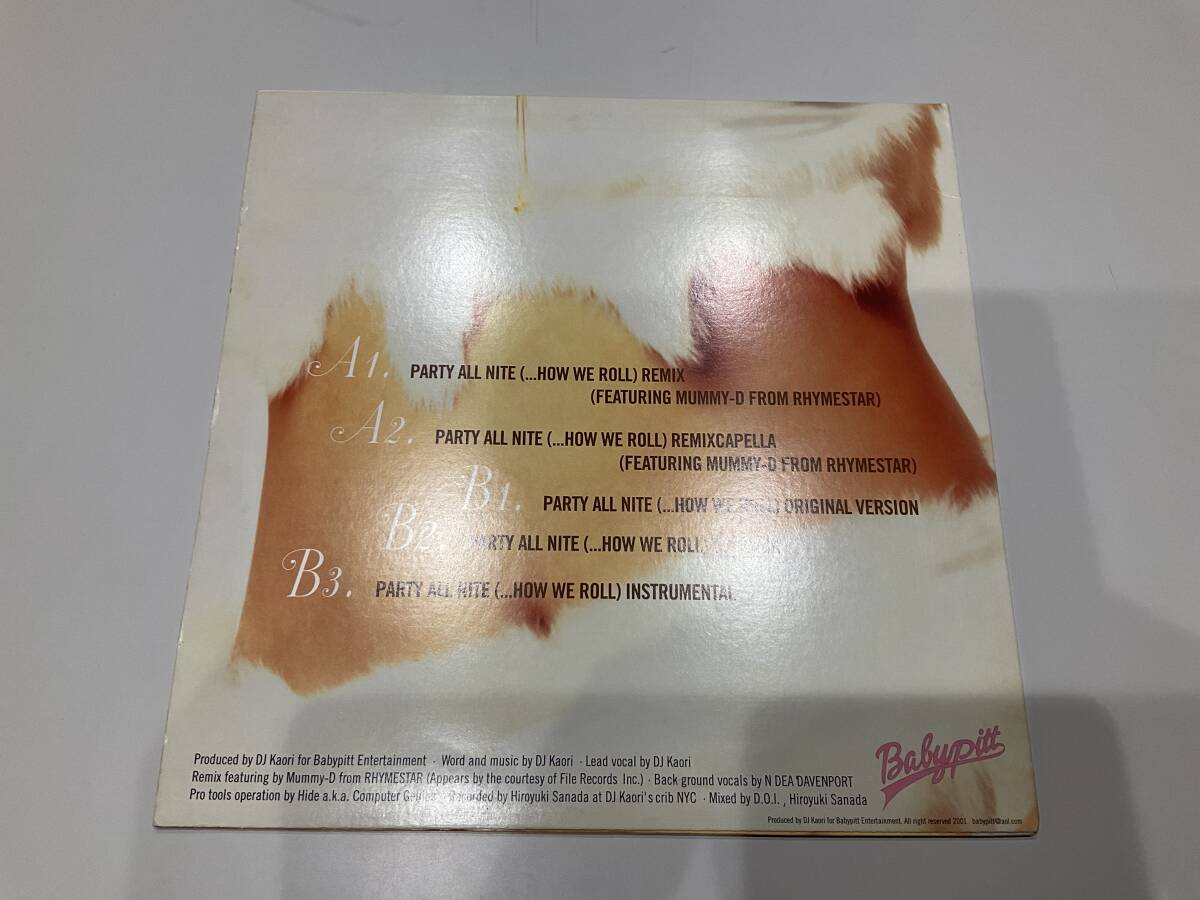 A1. PARTY ALL NITE (...HOW WE ROLL) REMIX
(FEATURING MUMMY-D FROM RHYMESTAR)
A2. PARTY ALL NITE (...HOW WE ROLL) REMIXCAPELLA
(FEATURING MUMMY-D FROM RHYMESTAR)
B1. PARTY ALL NITE (...HOW WE ROLL) ORIGINAL VERSION
B2. PARTY ALL NITE (...HOW WE ROLL)
B3. PARTY ALL NITE (...HOW WE ROLL) INSTRUMENTAL
Babypitt
Produced by DJ Kaori for Babypitt Entertainment · Word and music by DJ Kaori · Lead vocal by DJ Kaori
Remix featuring by Mummy-D from RHYMESTAR (Appears by the courtesy of File Records Inc.) · Back ground vocals by N DEA DAVENPORT
Pro tools operation by Hide a.k.a. Computer · Recorded by Hiroyuki Sanada at DJ Kaori's crib NYC · Mixed by D.O.I. , Hiroyuki Sanada
Produced by DJ Kaori for Babypitt Entertainment. All right reserved 2001. babypitt@aol.com